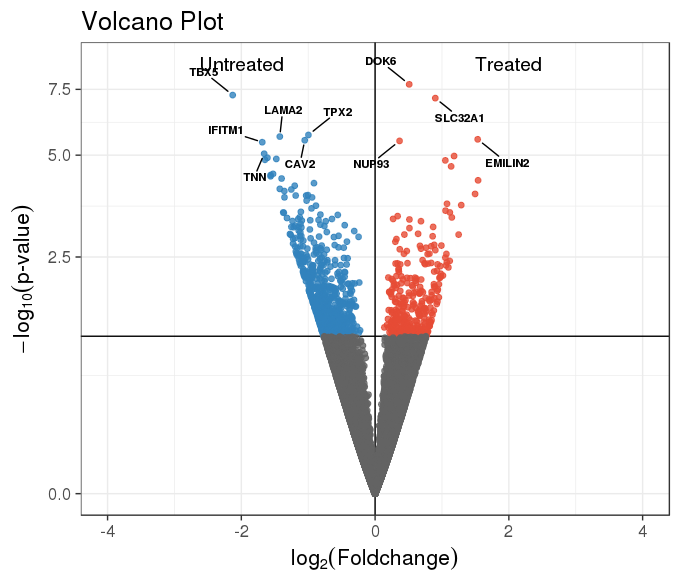 Volcano Plot
Untreated
Treated
TBX5
DOK6
SLC32A1
LAMA2
TPX2
IFITM1
CAV2
TNN
NUP93
EMILIN2
7.5
5.0
2.5
0.0
−log10(p-value)
-4
-2
0
2
4
log2(Foldchange)